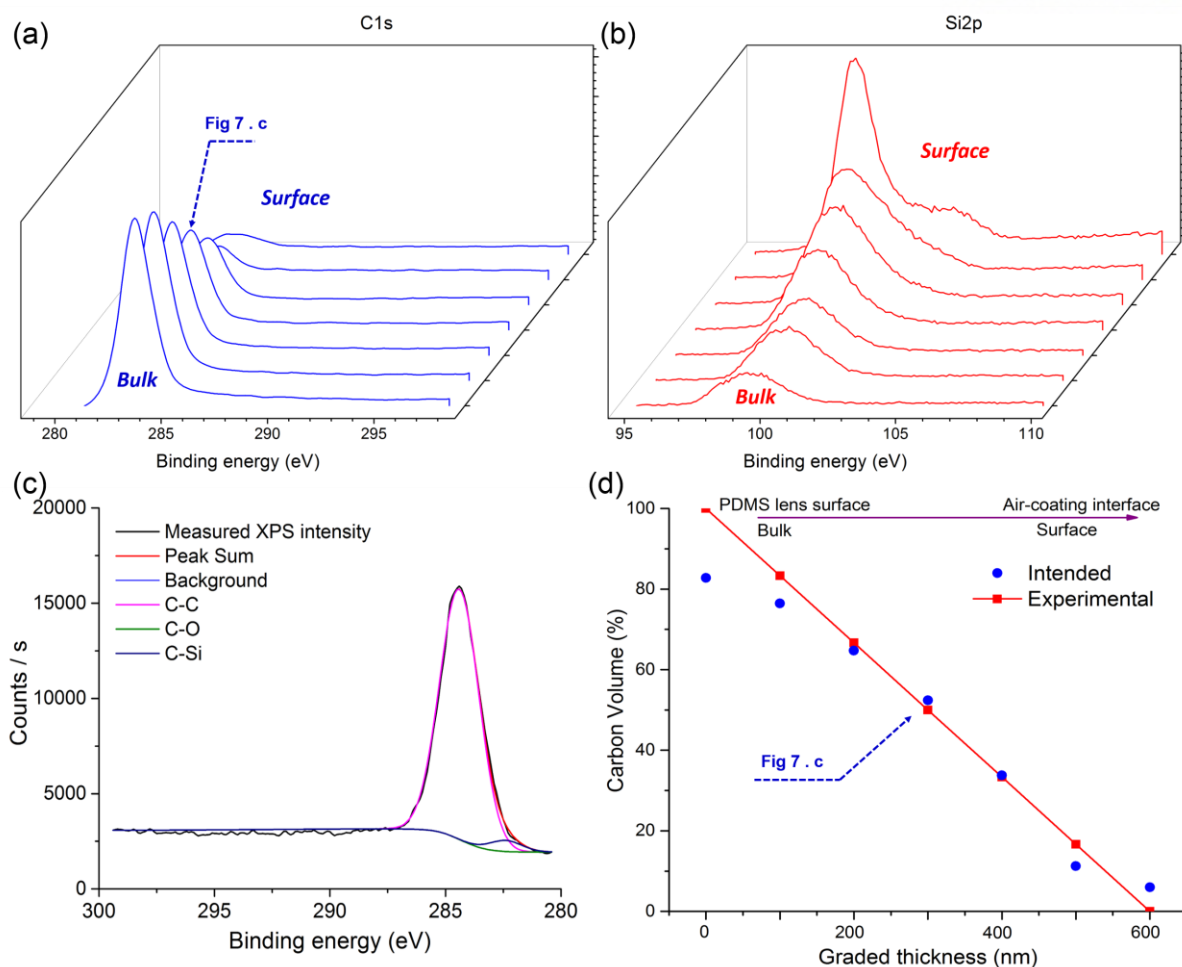 (a)
C1s
Fig 7 . c
Surface
Bulk
280 285 290 295
Binding energy (eV)
(b)
Si2p
Surface
Bulk
95 100 105 110
Binding energy (eV)
(c)
20000
15000
10000
5000
0
Counts / s
Measured XPS intensity
Peak Sum
Background
C-C
C-O
C-Si
300 295 290 285 280
Binding energy (eV)
(d)
100
80
60
40
20
0
Carbon Volume (%)
PDMS lens surface Air-coating interface
Bulk Surface
Intended
Experimental
Fig 7 . c
0 200 400 600
Graded thickness (nm)